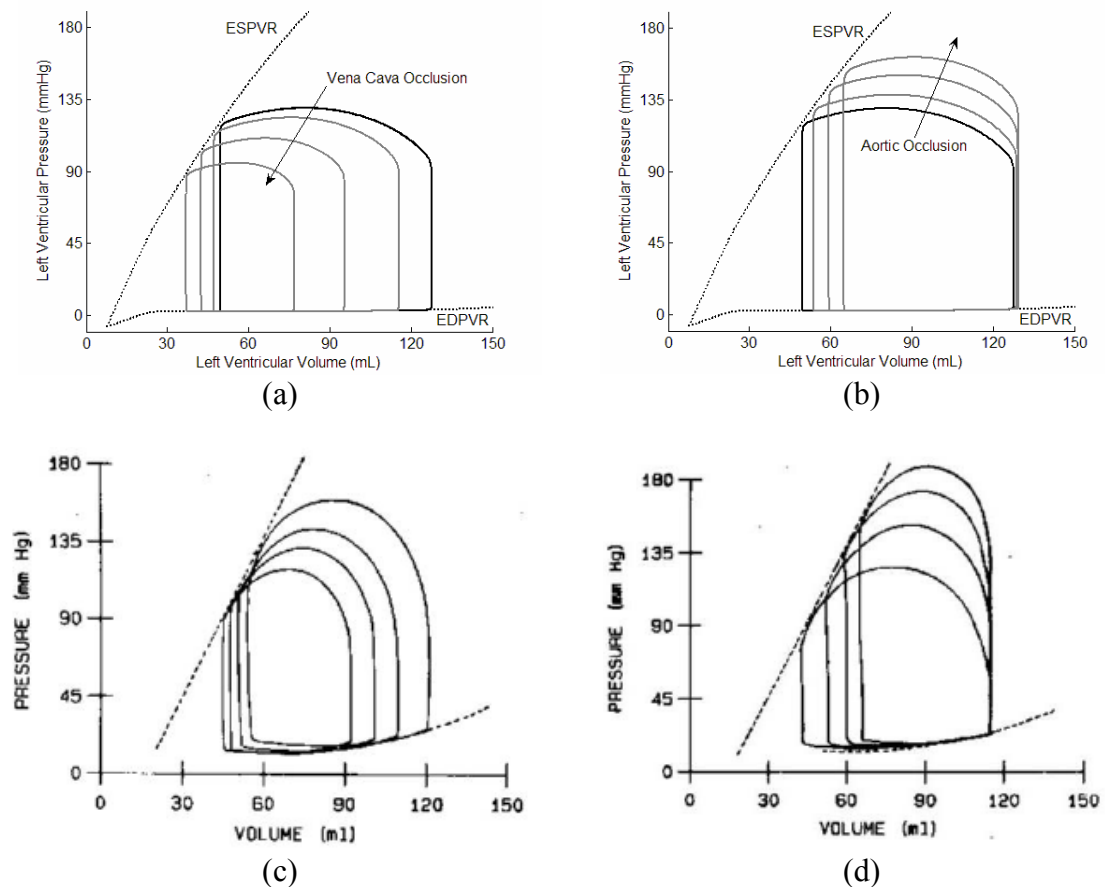 180
135
90
45
0
Left Ventricular Pressure (mmHg)
ESPVR
Vena Cava Occlusion
EDPVR
0 30 60 90 120 150
Left Ventricular Volume (mL)
(a)
180
135
90
45
0
Left Ventricular Pressure (mmHg)
ESPVR
Aortic Occlusion
EDPVR
0 30 60 90 120 150
Left Ventricular Volume (mL)
(b)
180
135
90
45
0
PRESSURE (mm Hg)
0 30 60 90 120 150
VOLUME (ml)
(c)
180
135
90
45
0
PRESSURE (mm Hg)
0 30 60 90 120 150
VOLUME (ml)
(d)